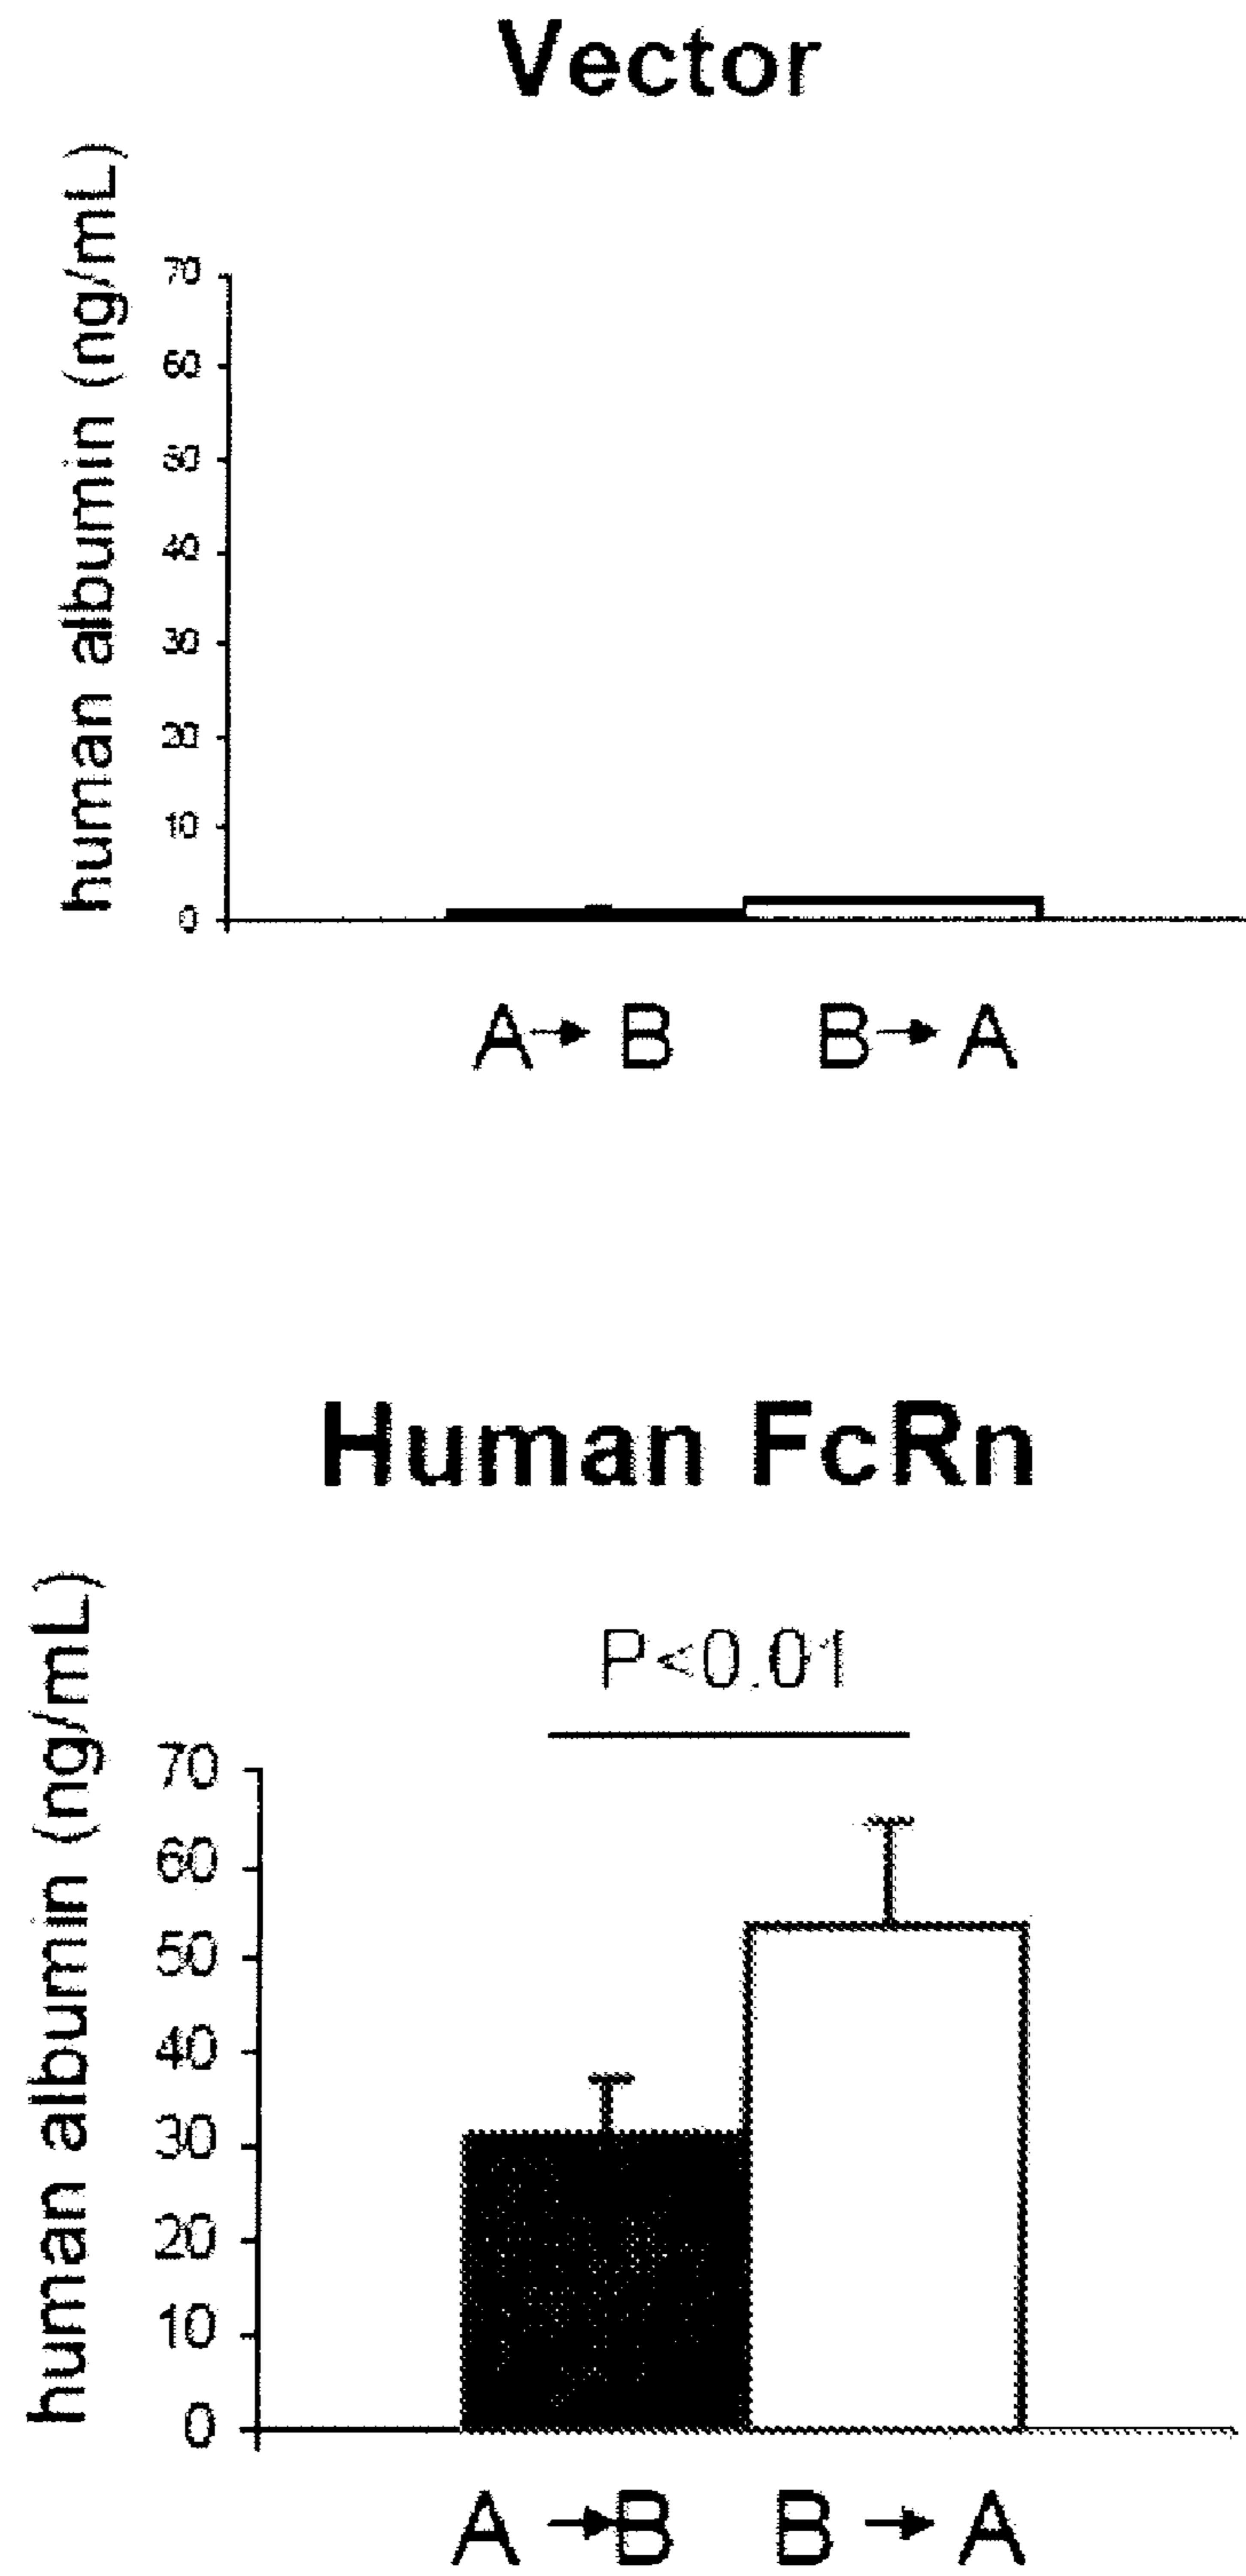 Vector
human albumin (ng/mL)
70
60
50
40
30
20
10
0
A→B B→A
Human FcRn
P<0.01
human albumin (ng/mL)
70
60
50
40
30
20
10
0
A→B B→A